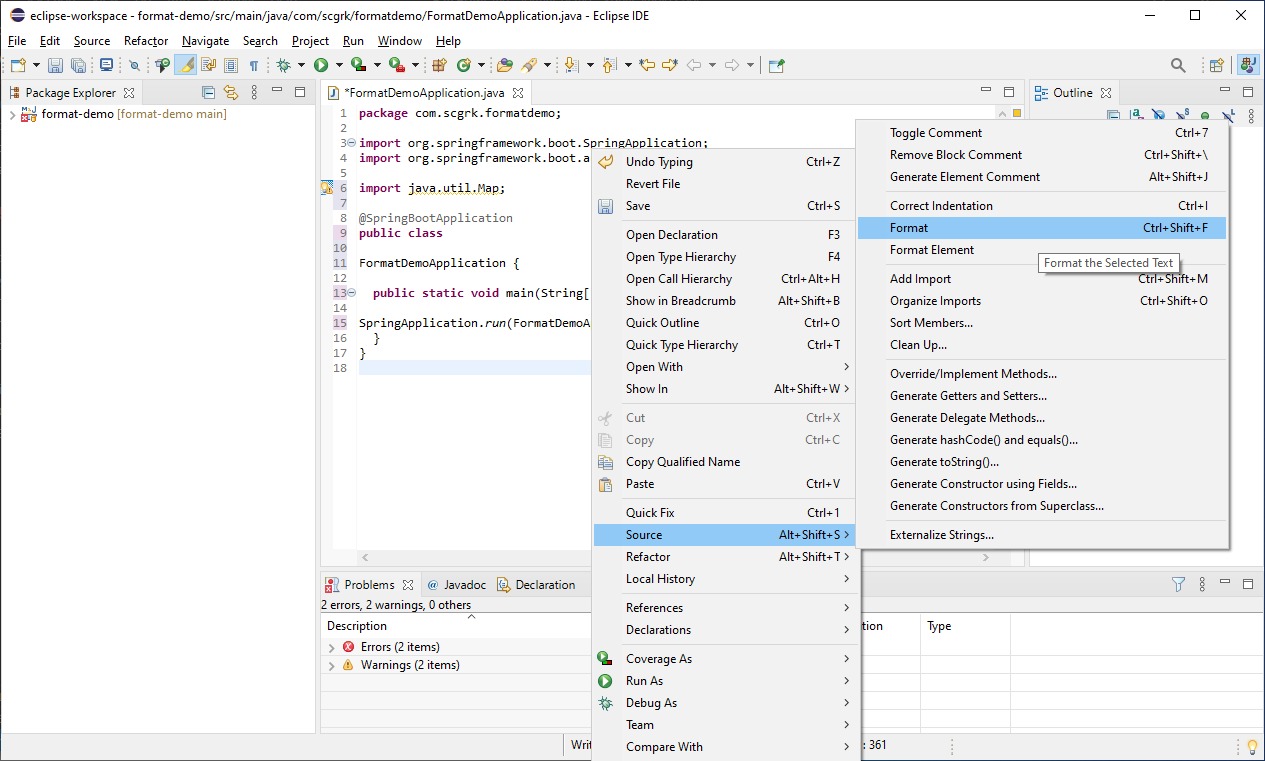 eclipse-workspace - format-demo/src/main/java/com/scgrk/formatdemo/FormatDemoApplication.java - Eclipse IDE
File Edit Source Refactor Navigate Search Project Run Window Help
Package Explorer
format-demo [format-demo main]
*FormatDemoApplication.java
1 package com.scgrk.formatdemo;
2
3 import org.springframework.boot.SpringApplication;
4 import org.springframework.boot.a
5
6 import java.util.Map;
7
8 @SpringBootApplication
9 public class
10
11 FormatDemoApplication {
12
13 public static void main(String[
14
15 SpringApplication.run(FormatDemoA
16 }
17 }
18
Outline
Undo Typing Ctrl+Z
Revert File
Save Ctrl+S
Open Declaration F3
Open Type Hierarchy F4
Open Call Hierarchy Ctrl+Alt+H
Show in Breadcrumb Alt+Shift+B
Quick Outline Ctrl+O
Quick Type Hierarchy Ctrl+T
Open With
Show In Alt+Shift+W
Cut Ctrl+X
Copy Ctrl+C
Copy Qualified Name
Paste Ctrl+V
Quick Fix Ctrl+1
Source Alt+Shift+S
Refactor Alt+Shift+T
Local History
References
Declarations
Coverage As
Run As
Debug As
Team
Compare With
Toggle Comment Ctrl+7
Remove Block Comment Ctrl+Shift+\
Generate Element Comment Alt+Shift+J
Correct Indentation Ctrl+I
Format Ctrl+Shift+F
Format Element
Format the Selected Text
Add Import Ctrl+Shift+M
Organize Imports Ctrl+Shift+O
Sort Members...
Clean Up...
Override/Implement Methods...
Generate Getters and Setters...
Generate Delegate Methods...
Generate hashCode() and equals()...
Generate toString()...
Generate Constructor using Fields...
Generate Constructors from Superclass...
Externalize Strings...
Problems @ Javadoc Declaration
2 errors, 2 warnings, 0 others
Description tion Type
Errors (2 items)
Warnings (2 items)
Writ : 361